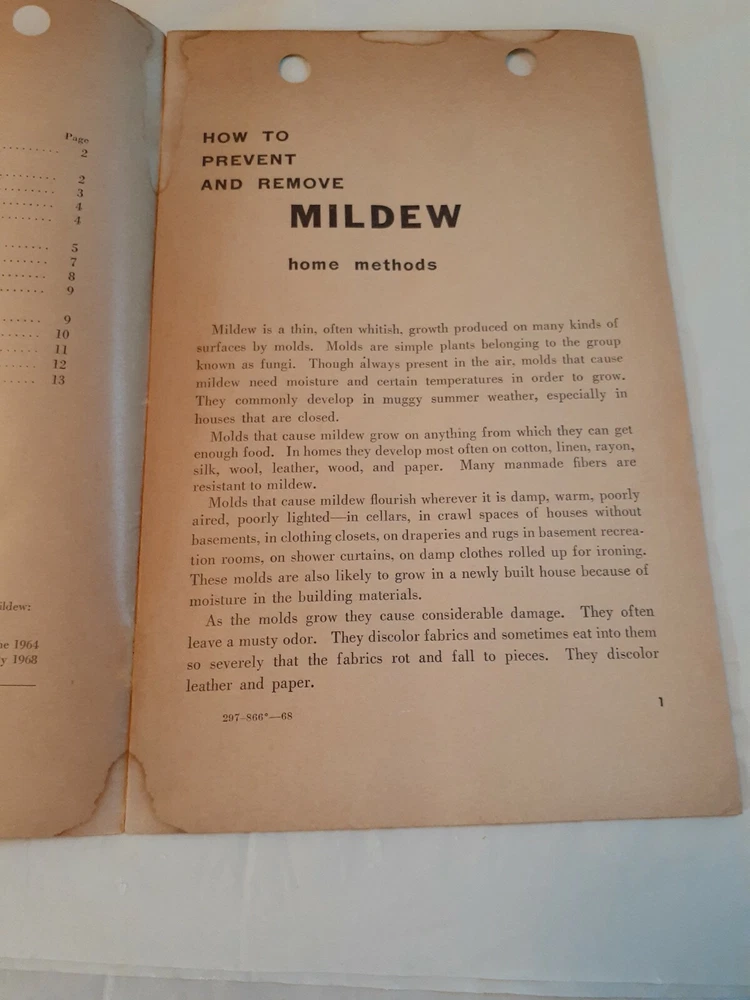 Page
2
2
3
4
4
5
7
8
9
9
10
11
12
13
ildew:
ne 1964
y 1968
HOW TO
PREVENT
AND REMOVE
MILDEW
home methods
Mildew is a thin, often whitish, growth produced on many kinds of
surfaces by molds. Molds are simple plants belonging to the group
known as fungi. Though always present in the air, molds that cause
mildew need moisture and certain temperatures in order to grow.
They commonly develop in muggy summer weather, especially in
houses that are closed.
Molds that cause mildew grow on anything from which they can get
enough food. In homes they develop most often on cotton, linen, rayon,
silk, wool, leather, wood, and paper. Many manmade fibers are
resistant to mildew.
Molds that cause mildew flourish wherever it is damp, warm, poorly
aired, poorly lighted—in cellars, in crawl spaces of houses without
basements, in clothing closets, on draperies and rugs in basement recrea-
tion rooms, on shower curtains, on damp clothes rolled up for ironing.
These molds are also likely to grow in a newly built house because of
moisture in the building materials.
As the molds grow they cause considerable damage. They often
leave a musty odor. They discolor fabrics and sometimes eat into them
so severely that the fabrics rot and fall to pieces. They discolor
leather and paper.
297-866°—68
1